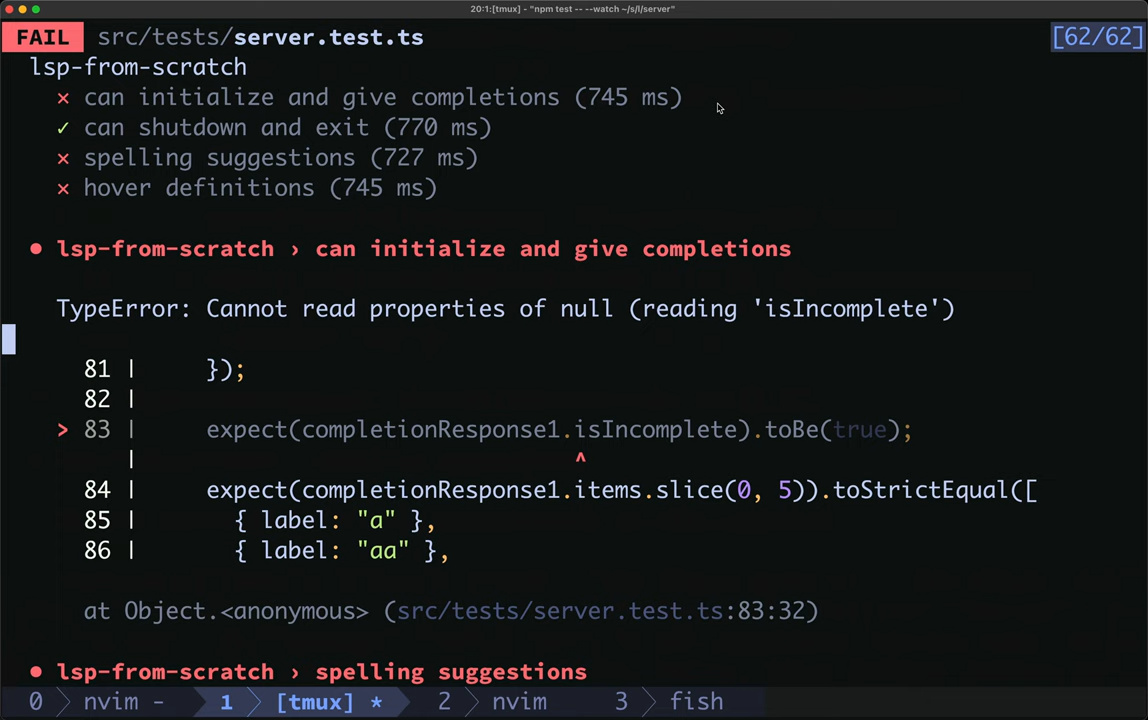 20:1:[tmux] - "npm test -- --watch ~/s/l/server"
FAIL src/tests/server.test.ts [62/62]
lsp-from-scratch
✕ can initialize and give completions (745 ms)
✓ can shutdown and exit (770 ms)
✕ spelling suggestions (727 ms)
✕ hover definitions (745 ms)
● lsp-from-scratch › can initialize and give completions
TypeError: Cannot read properties of null (reading 'isIncomplete')
81 | });
82 |
> 83 | expect(completionResponse1.isIncomplete).toBe(true);
| ^
84 | expect(completionResponse1.items.slice(0, 5)).toStrictEqual([
85 | { label: "a" },
86 | { label: "aa" },
at Object.<anonymous> (src/tests/server.test.ts:83:32)
● lsp-from-scratch › spelling suggestions
0 nvim - 1 [tmux] * 2 nvim 3 fish